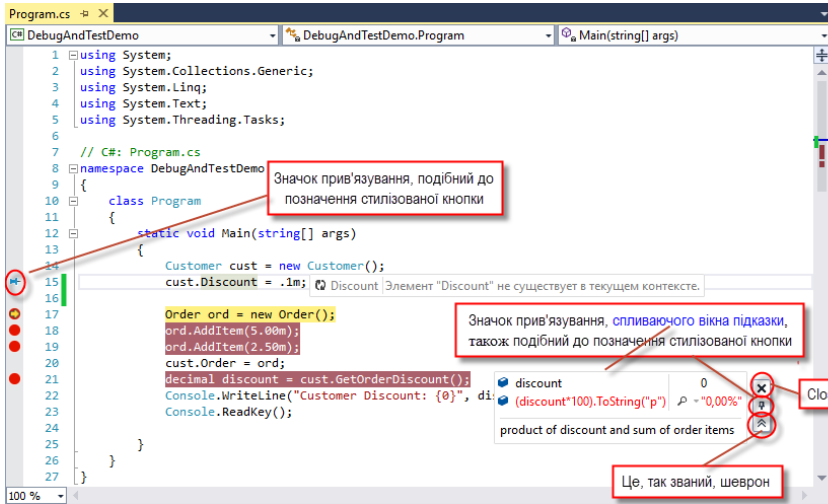 Program.cs
C# DebugAndTestDemo DebugAndTestDemo.Program Main(string[] args)
1 using System;
2 using System.Collections.Generic;
3 using System.Linq;
4 using System.Text;
5 using System.Threading.Tasks;
6
7 // C#: Program.cs
8 namespace DebugAndTestDemo
9 {
10 class Program
11 {
12 static void Main(string[] args)
13 {
14 Customer cust = new Customer();
15 cust.Discount = .1m;
Discount Элемент "Discount" не существует в текущем контексте.
16
17 Order ord = new Order();
18 ord.AddItem(5.00m);
19 ord.AddItem(2.50m);
20 cust.Order = ord;
21 decimal discount = cust.GetOrderDiscount();
22 Console.WriteLine("Customer Discount: {0}", di
23 Console.ReadKey();
24
25 }
26 }
27 }
Значок прив'язування, подібний до
позначення стилізованої кнопки
Значок прив'язування, спливаючого вікна підказки,
також подібний до позначення стилізованої кнопки
discount 0
(discount*100).ToString("p") "0,00%"
product of discount and sum of order items
Clo
Це, так званий, шеврон
100 %